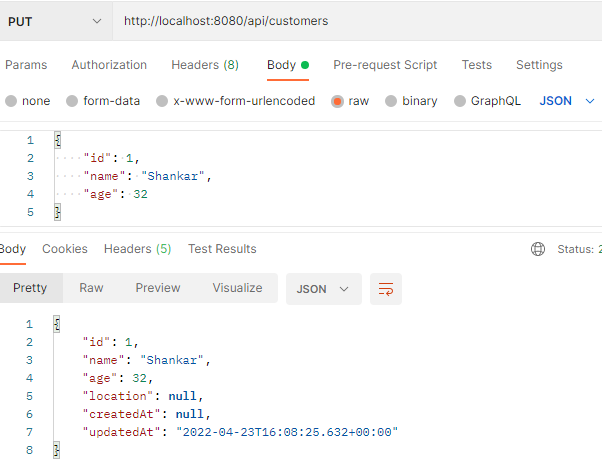 PUT http://localhost:8080/api/customers
Params Authorization Headers (8) Body Pre-request Script Tests Settings
none form-data x-www-form-urlencoded raw binary GraphQL JSON
1 {
2 "id": 1,
3 "name": "Shankar",
4 "age": 32
5 }
Body Cookies Headers (5) Test Results Status: 2
Pretty Raw Preview Visualize JSON
1 {
2 "id": 1,
3 "name": "Shankar",
4 "age": 32,
5 "location": null,
6 "createdAt": null,
7 "updatedAt": "2022-04-23T16:08:25.632+00:00"
8 }